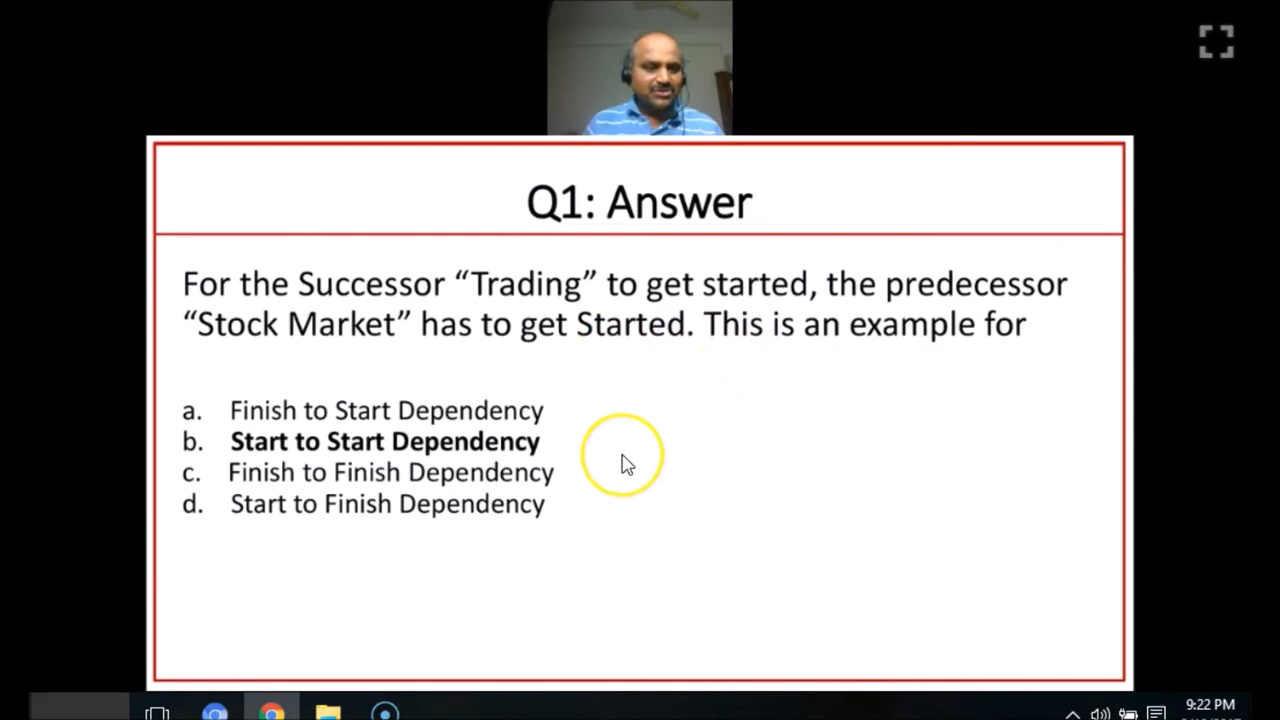 Q1: Answer
For the Successor “Trading” to get started, the predecessor
“Stock Market” has to get Started. This is an example for
a. Finish to Start Dependency
b. Start to Start Dependency
c. Finish to Finish Dependency
d. Start to Finish Dependency
9:22 PM